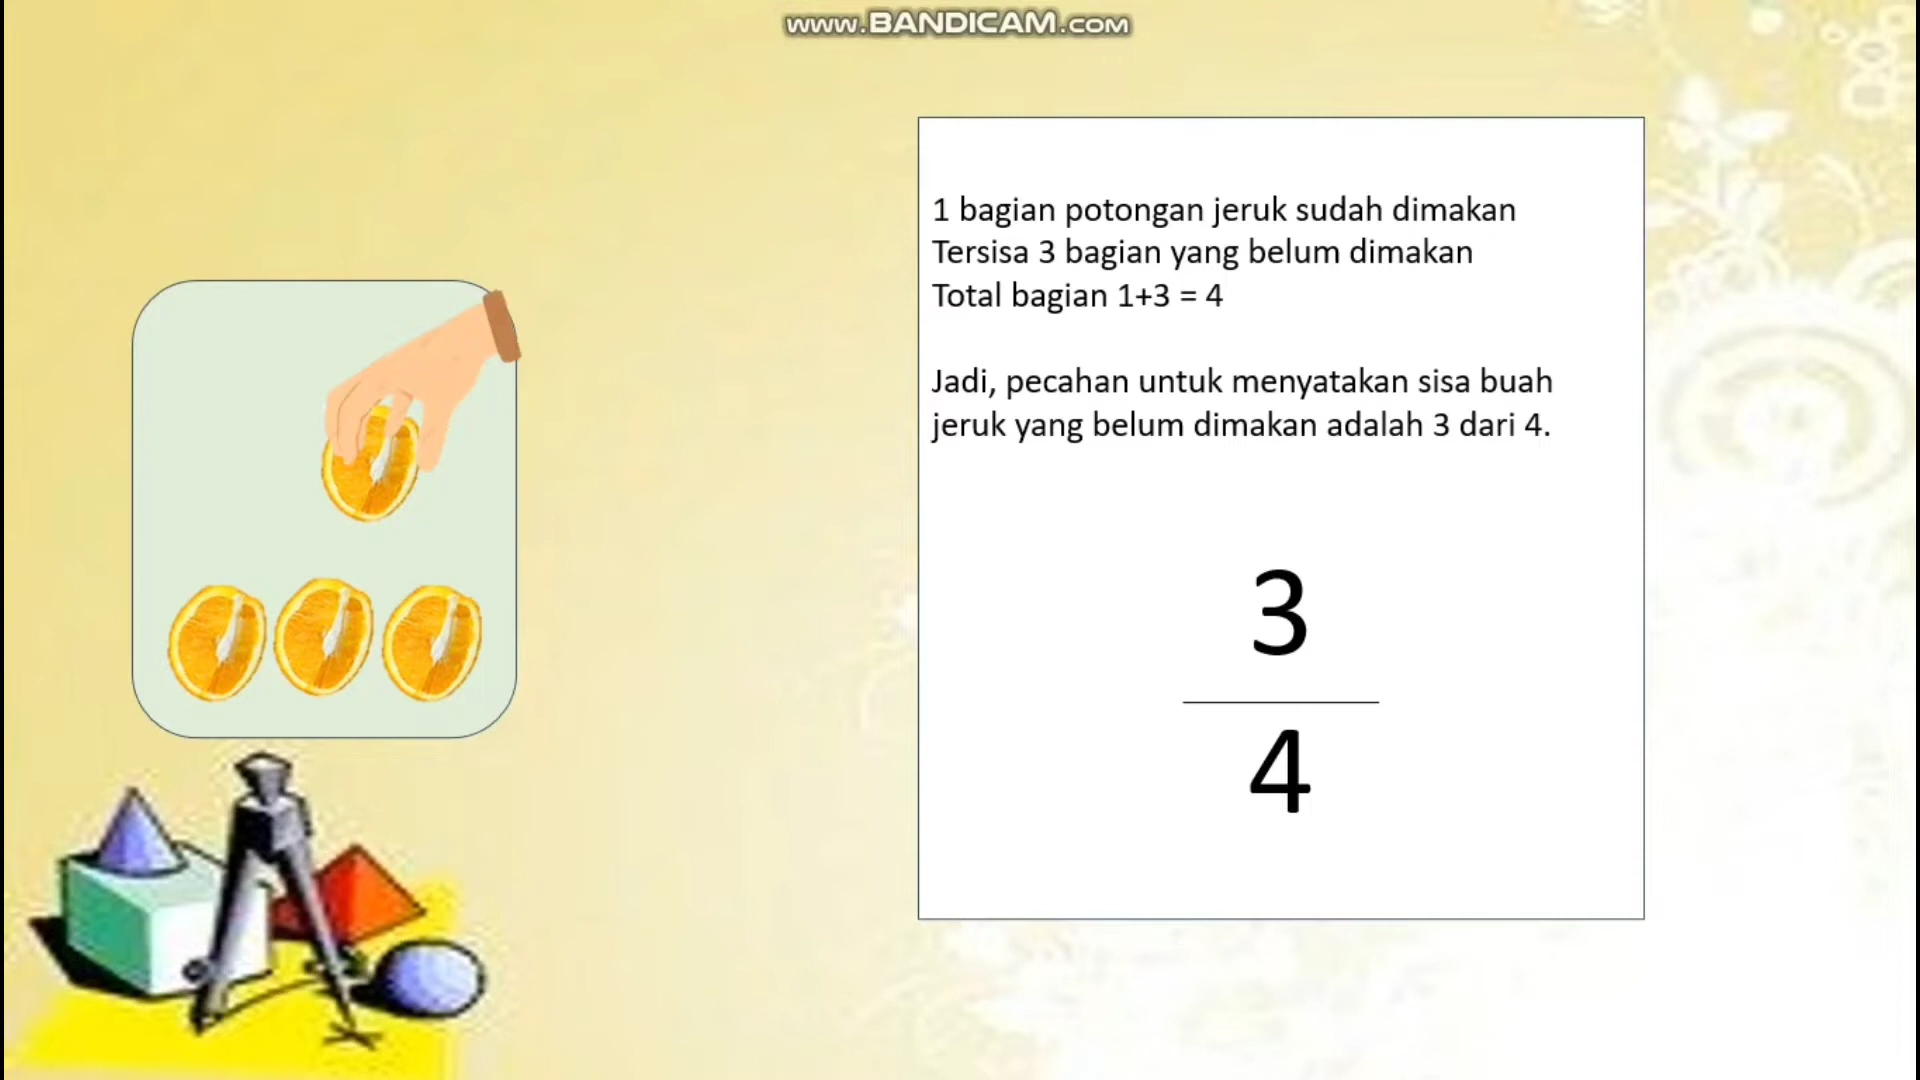 www.BANDICAM.com
1 bagian potongan jeruk sudah dimakan
Tersisa 3 bagian yang belum dimakan
Total bagian 1+3 = 4
Jadi, pecahan untuk menyatakan sisa buah
jeruk yang belum dimakan adalah 3 dari 4.
3
4